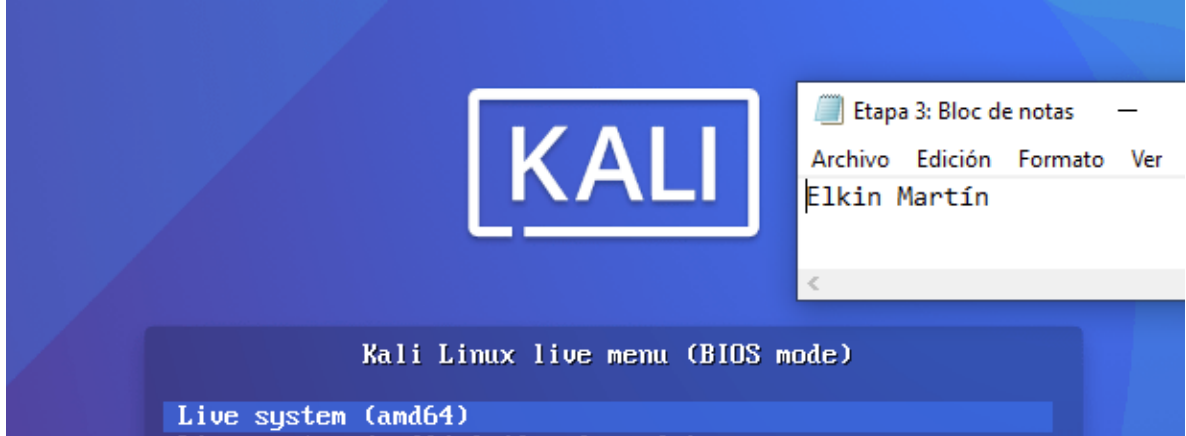 KALI
Etapa 3: Bloc de notas
Archivo Edición Formato Ver
Elkin Martín
Kali Linux live menu (BIOS mode)
Live system (amd64)